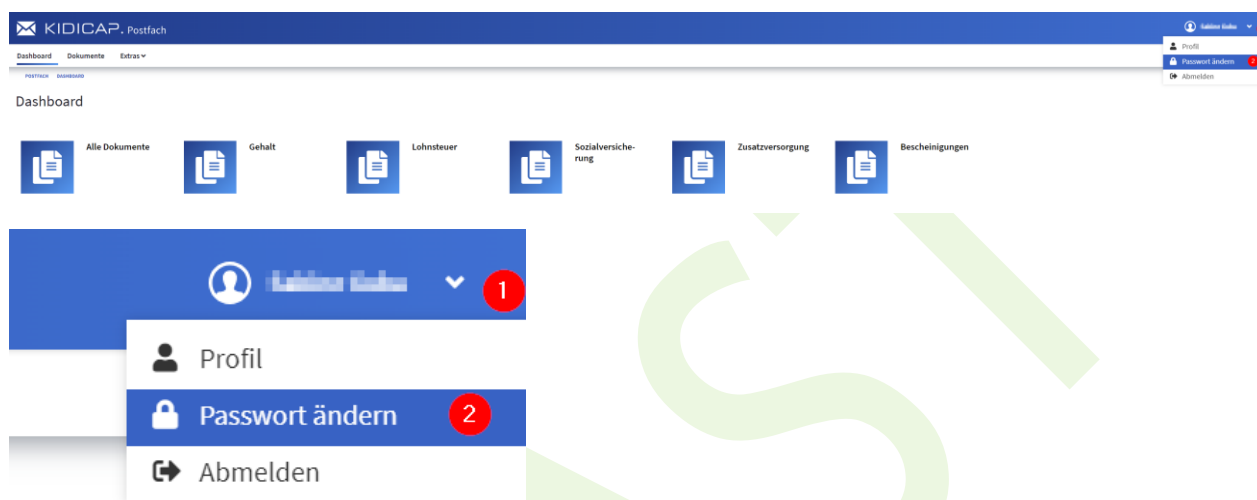 KIDICAP. Postfach
Dashboard Dokumente Extras
Profil
Passwort ändern 2
Abmelden
POSTFACH DASHBOARD
Dashboard
Alle Dokumente
Gehalt
Lohnsteuer
Sozialversiche-
rung
Zusatzversorgung
Bescheinigungen
1
Profil
Passwort ändern 2
Abmelden